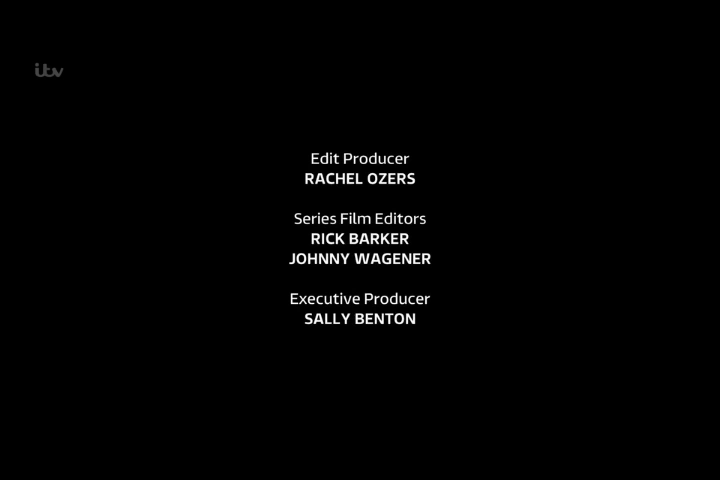 itv
Edit Producer
RACHEL OZERS
Series Film Editors
RICK BARKER
JOHNNY WAGENER
Executive Producer
SALLY BENTON